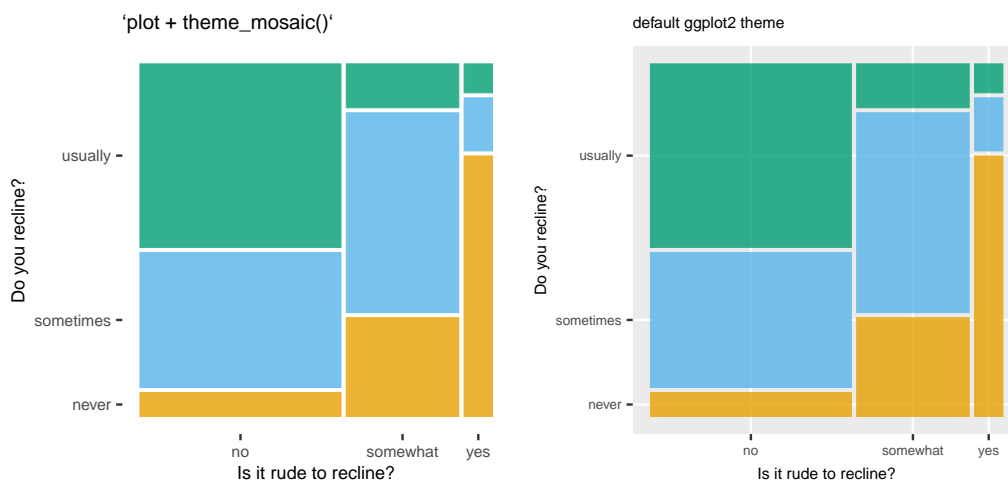 ‘plot + theme_mosaic()‘
usually
sometimes
never
Do you recline?
no
somewhat
yes
Is it rude to recline?
default ggplot2 theme
usually
sometimes
never
Do you recline?
no
somewhat
yes
Is it rude to recline?